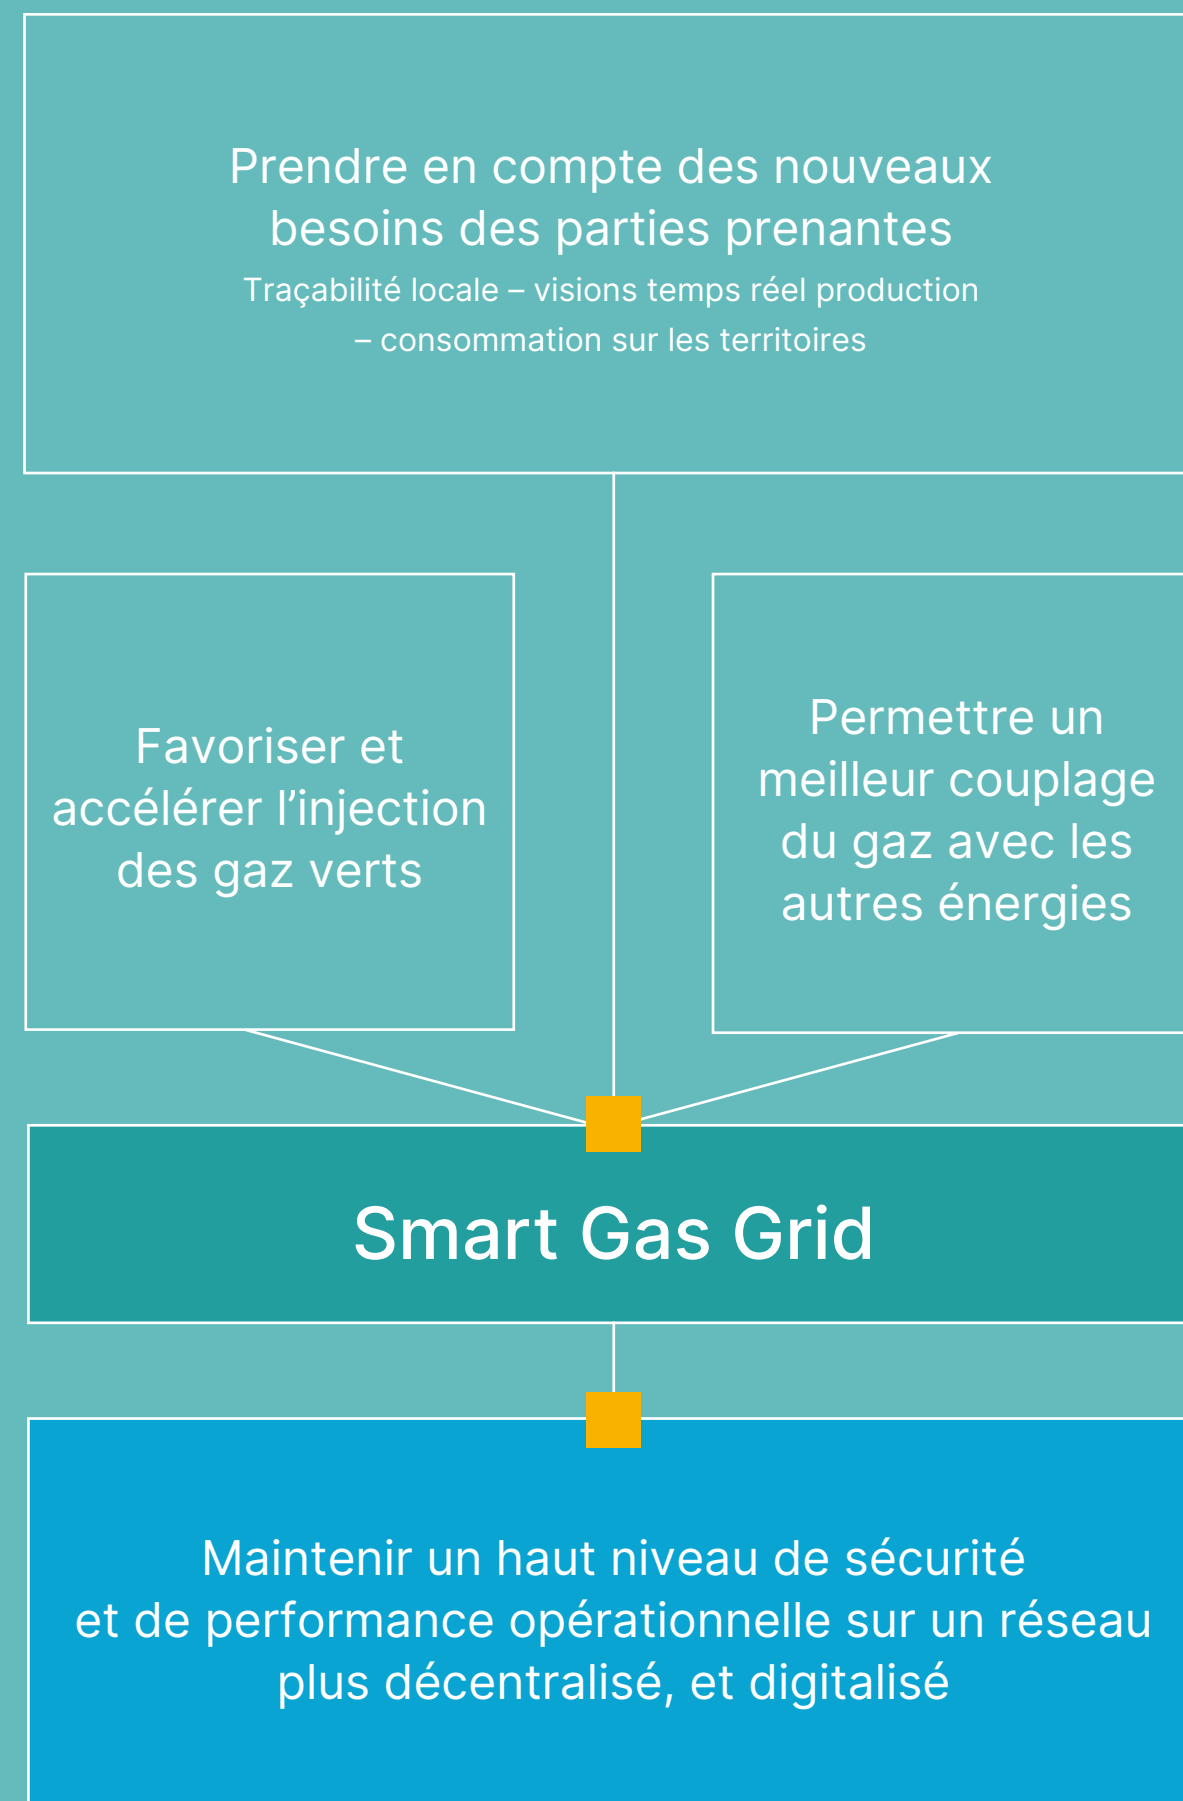 Prendre en compte des nouveaux
besoins des parties prenantes
Traçabilité locale – visions temps réel production
– consommation sur les territoires
Favoriser et
accélérer l’injection
des gaz verts
Permettre un
meilleur couplage
du gaz avec les
autres énergies
Smart Gas Grid
Maintenir un haut niveau de sécurité
et de performance opérationnelle sur un réseau
plus décentralisé, et digitalisé